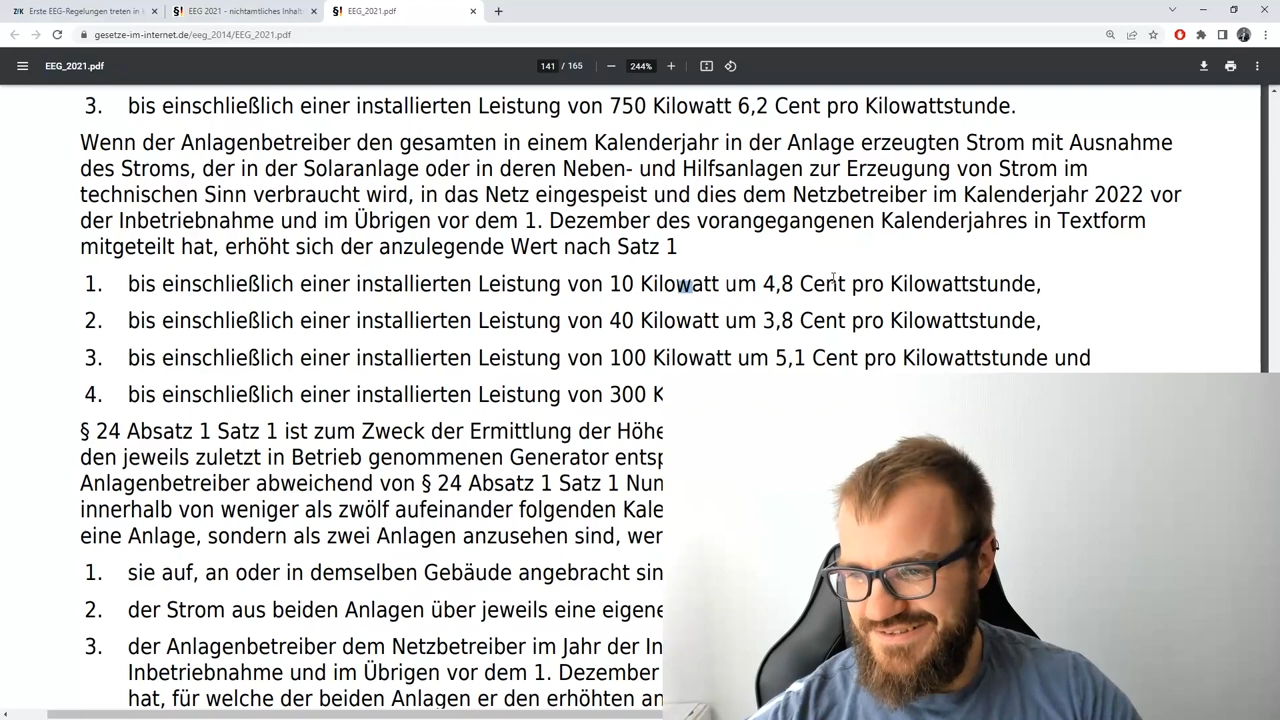 Erste EEG-Regelungen treten in
EEG 2021 - nichtamtliches Inhalts
EEG_2021.pdf
gesetze-im-internet.de/eeg_2014/EEG_2021.pdf
EEG_2021.pdf
141 / 165
244%
3. bis einschließlich einer installierten Leistung von 750 Kilowatt 6,2 Cent pro Kilowattstunde.
Wenn der Anlagenbetreiber den gesamten in einem Kalenderjahr in der Anlage erzeugten Strom mit Ausnahme
des Stroms, der in der Solaranlage oder in deren Neben- und Hilfsanlagen zur Erzeugung von Strom im
technischen Sinn verbraucht wird, in das Netz eingespeist und dies dem Netzbetreiber im Kalenderjahr 2022 vor
der Inbetriebnahme und im Übrigen vor dem 1. Dezember des vorangegangenen Kalenderjahres in Textform
mitgeteilt hat, erhöht sich der anzulegende Wert nach Satz 1
1. bis einschließlich einer installierten Leistung von 10 Kilowatt um 4,8 Cent pro Kilowattstunde,
2. bis einschließlich einer installierten Leistung von 40 Kilowatt um 3,8 Cent pro Kilowattstunde,
3. bis einschließlich einer installierten Leistung von 100 Kilowatt um 5,1 Cent pro Kilowattstunde und
4. bis einschließlich einer installierten Leistung von 300 K
§ 24 Absatz 1 Satz 1 ist zum Zweck der Ermittlung der Höhe
den jeweils zuletzt in Betrieb genommenen Generator entsp
Anlagenbetreiber abweichend von § 24 Absatz 1 Satz 1 Num
innerhalb von weniger als zwölf aufeinander folgenden Kale
eine Anlage, sondern als zwei Anlagen anzusehen sind, wer
1. sie auf, an oder in demselben Gebäude angebracht sin
2. der Strom aus beiden Anlagen über jeweils eine eigene
3. der Anlagenbetreiber dem Netzbetreiber im Jahr der In
Inbetriebnahme und im Übrigen vor dem 1. Dezember
hat, für welche der beiden Anlagen er den erhöhten an